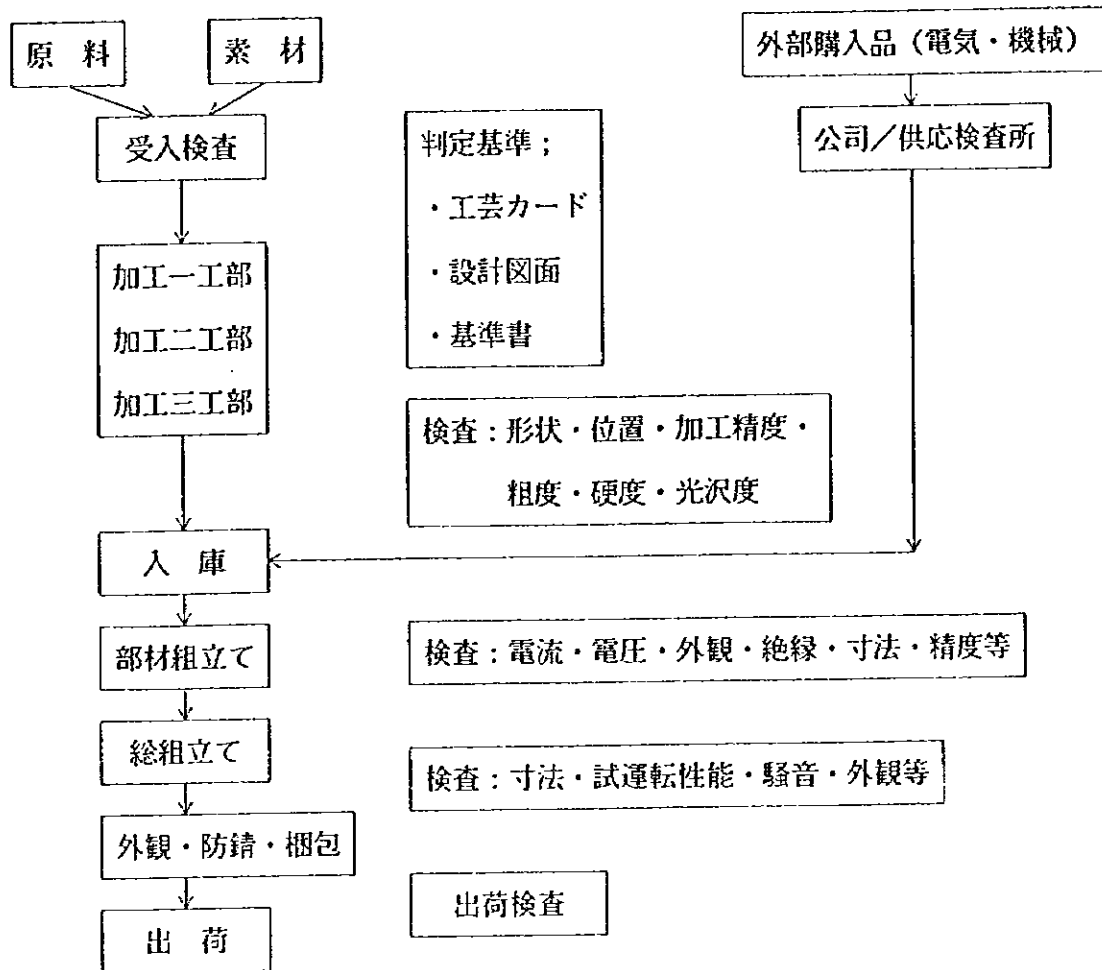 原　料
素　材
外部購入品（電気・機械）
受入検査
公司／供応検査所
判定基準；
・工芸カード
・設計図面
・基準書
加工一工部
加工二工部
加工三工部
検査：形状・位置・加工精度・
粗度・硬度・光沢度
入　庫
部材組立て
検査：電流・電圧・外観・絶縁・寸法・精度等
総組立て
検査：寸法・試運転性能・騒音・外観等
外観・防錆・梱包
出荷検査
出　荷